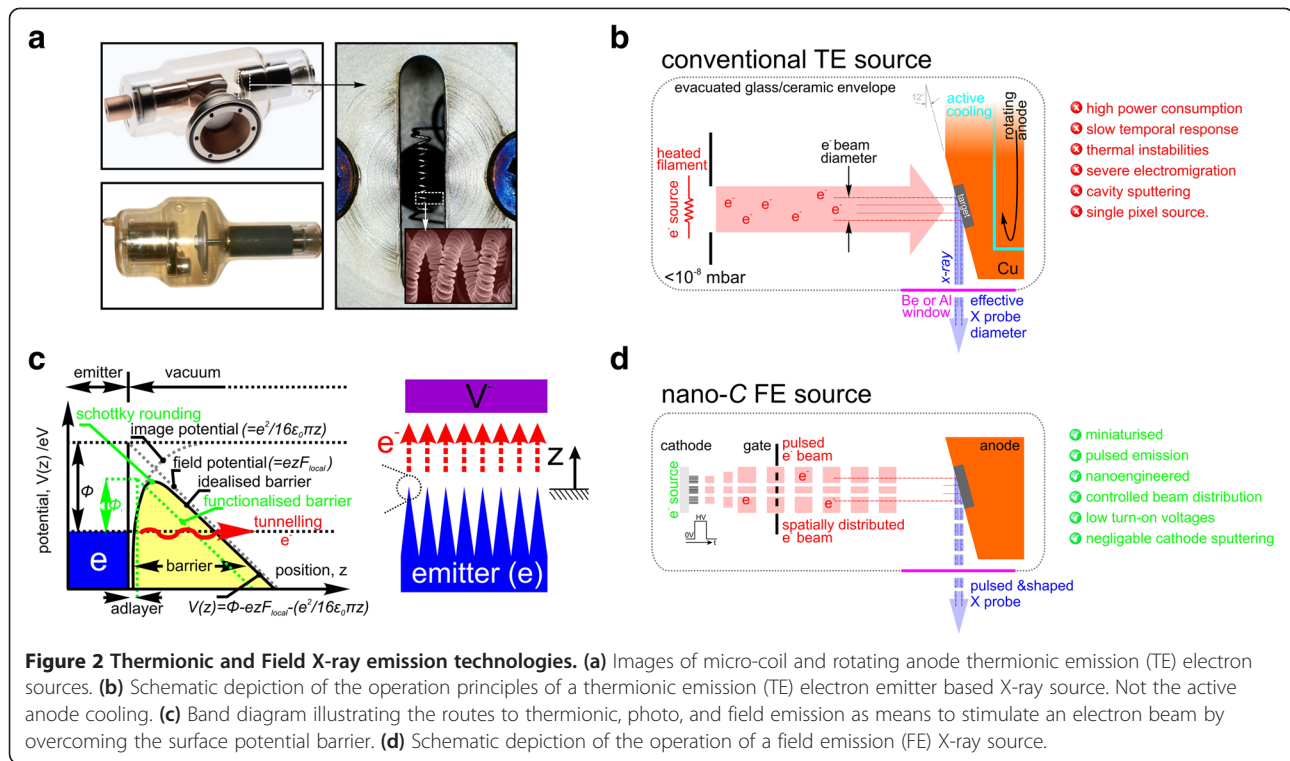 a
b
conventional TE source
evacuated glass/ceramic envelope
12°
active
cooling
rotating
anode
heated
filament
e- source
e- beam
diameter
e-
e-
e-
e-
e-
e-
target
x-ray
Cu
<10-8 mbar
Be or Al
window
effective
X probe
diameter
high power consumption
slow temporal response
thermal instabilities
severe electromigration
cavity sputtering
single pixel source.
c
emitter
vacuum
schottky rounding
image potential (=e²/16ε₀πz)
field potential (=ezFlocal)
idealised barrier
functionalised barrier
potential, V(z) /eV
Φ
Φ
tunnelling
e-
e
barrier
position, z
adlayer
V(z)=Φ-ezFlocal-(e²/16ε₀πz)
V-
e-
z
emitter (e)
d
nano-C FE source
cathode
gate
pulsed
e- beam
anode
e- source
e-
e-
e-
HV
0V
t
spatially distributed
e- beam
pulsed &shaped
X probe
miniaturised
pulsed emission
nanoengineered
controlled beam distribution
low turn-on voltages
negligable cathode sputtering
Figure 2 Thermionic and Field X-ray emission technologies. (a) Images of micro-coil and rotating anode thermionic emission (TE) electron
sources. (b) Schematic depiction of the operation principles of a thermionic emission (TE) electron emitter based X-ray source. Not the active
anode cooling. (c) Band diagram illustrating the routes to thermionic, photo, and field emission as means to stimulate an electron beam by
overcoming the surface potential barrier. (d) Schematic depiction of the operation of a field emission (FE) X-ray source.